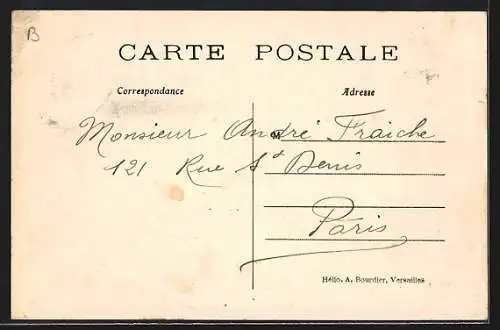 B
CARTE POSTALE
Correspondance Adresse
Monsieur André Fraiche
M
121 Rue St Denis
Paris
Hélio. A. Bourdier, Versailles